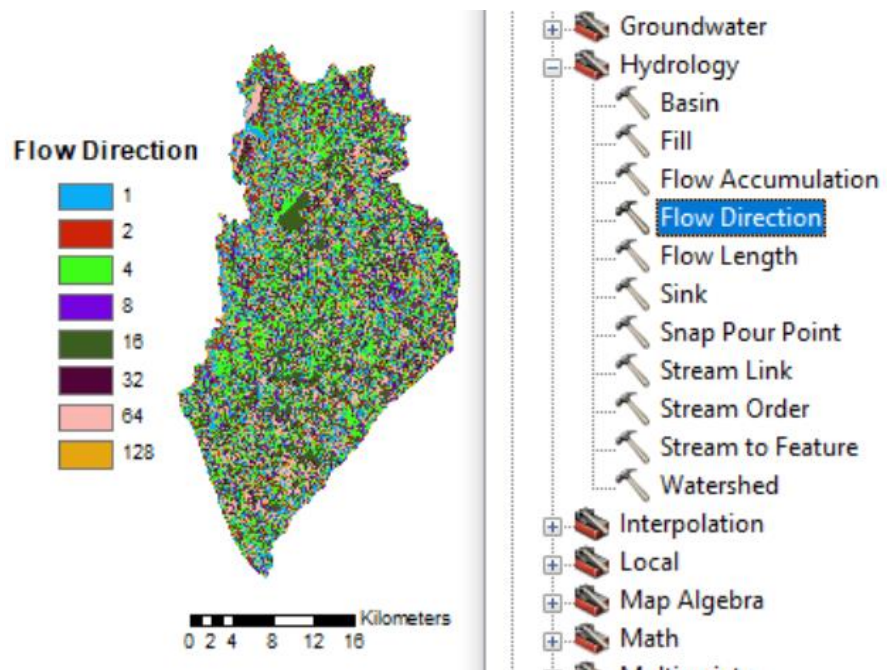 Flow Direction
1
2
4
8
16
32
64
128
Kilometers
0 2 4 8 12 16
Groundwater
Hydrology
Basin
Fill
Flow Accumulation
Flow Direction
Flow Length
Sink
Snap Pour Point
Stream Link
Stream Order
Stream to Feature
Watershed
Interpolation
Local
Map Algebra
Math